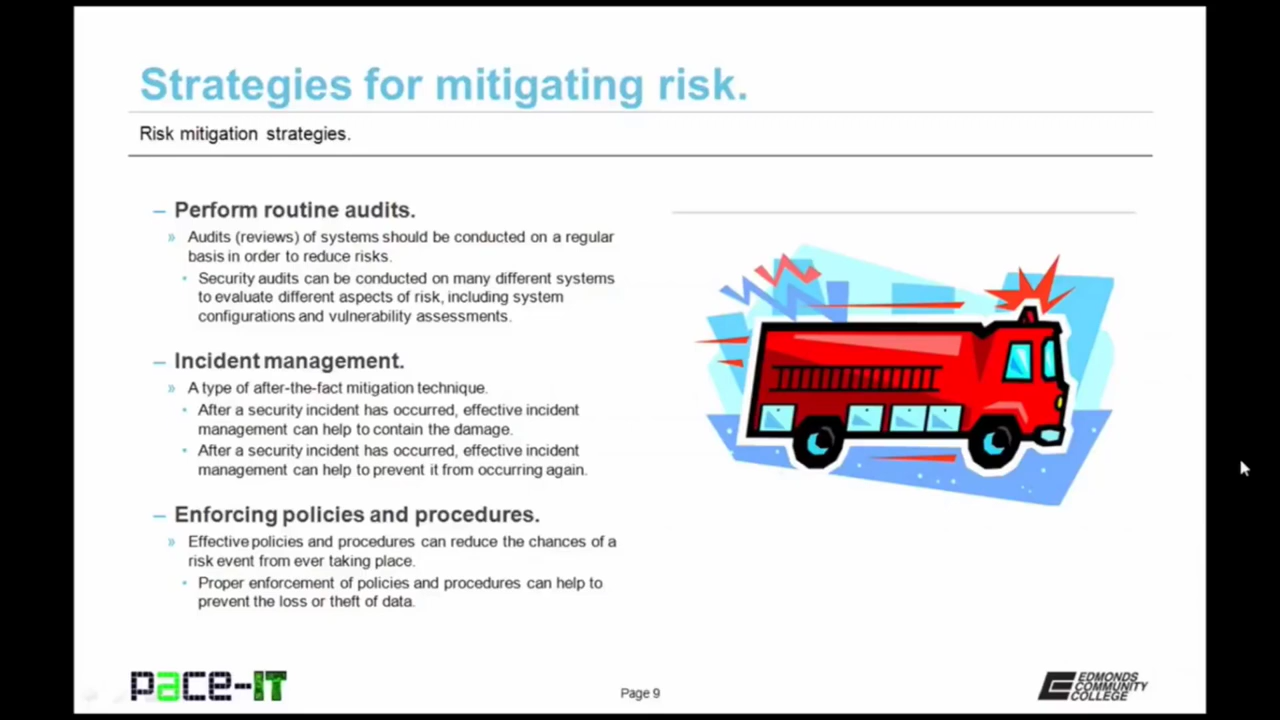 Strategies for mitigating risk.
Risk mitigation strategies.
– Perform routine audits.
» Audits (reviews) of systems should be conducted on a regular
basis in order to reduce risks.
• Security audits can be conducted on many different systems
to evaluate different aspects of risk, including system
configurations and vulnerability assessments.
– Incident management.
» A type of after-the-fact mitigation technique.
• After a security incident has occurred, effective incident
management can help to contain the damage.
• After a security incident has occurred, effective incident
management can help to prevent it from occurring again.
– Enforcing policies and procedures.
» Effective policies and procedures can reduce the chances of a
risk event from ever taking place.
• Proper enforcement of policies and procedures can help to
prevent the loss or theft of data.
pace-IT
Page 9
EDMONDS
COMMUNITY
COLLEGE